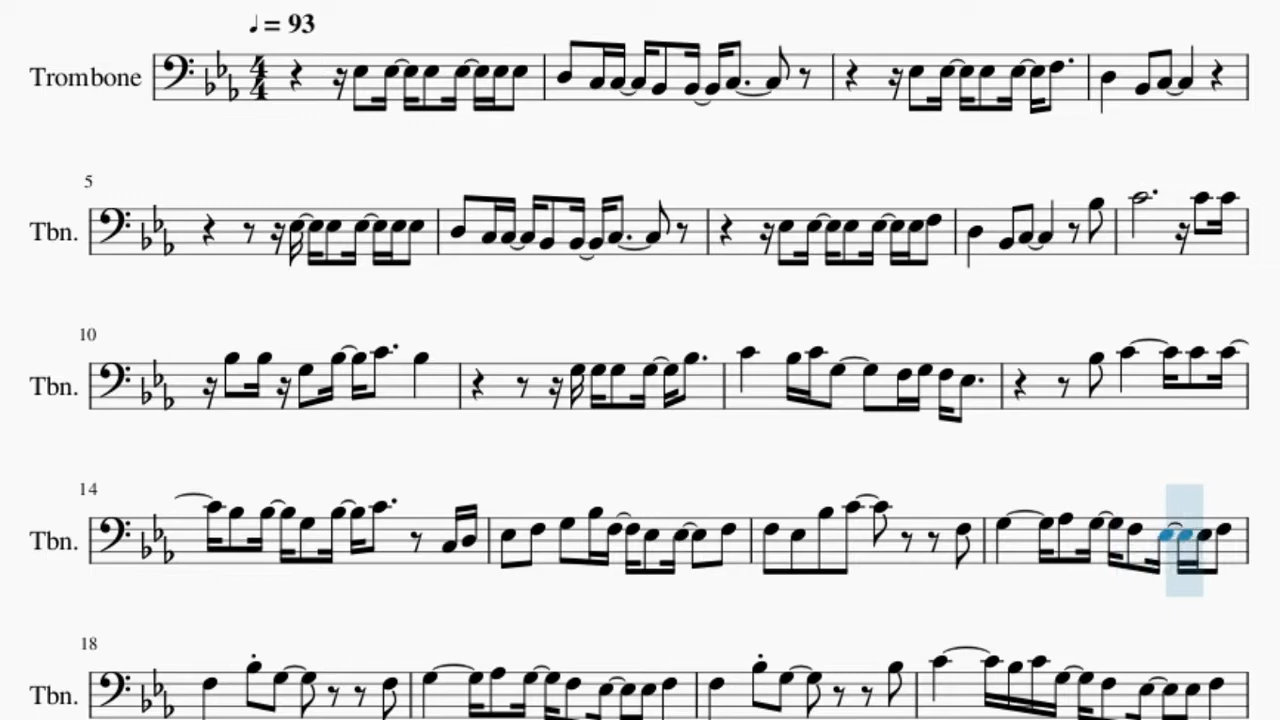 ♩ = 93
Trombone 4/4
5
Tbn.
10
Tbn.
14
Tbn.
18
Tbn.